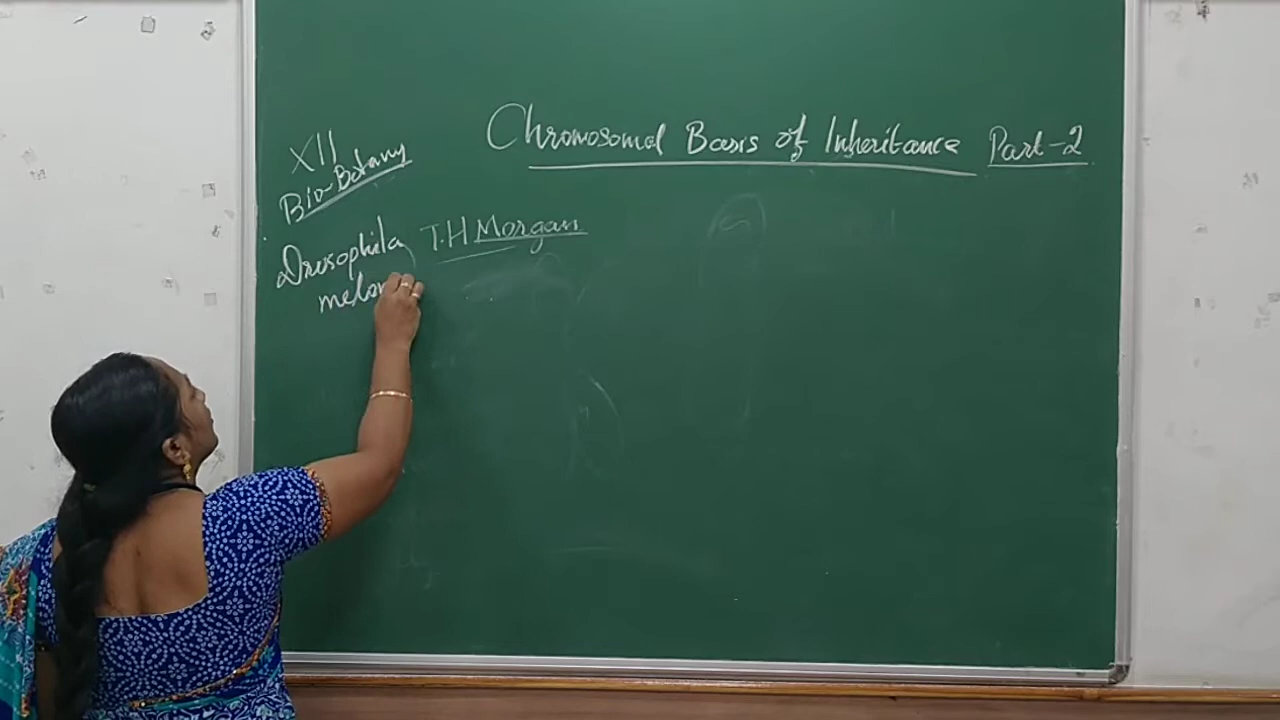 Chromosomal Basis of Inheritance Part-2
XII
Bio-Botany
T.H Morgan
Drosophila
melan